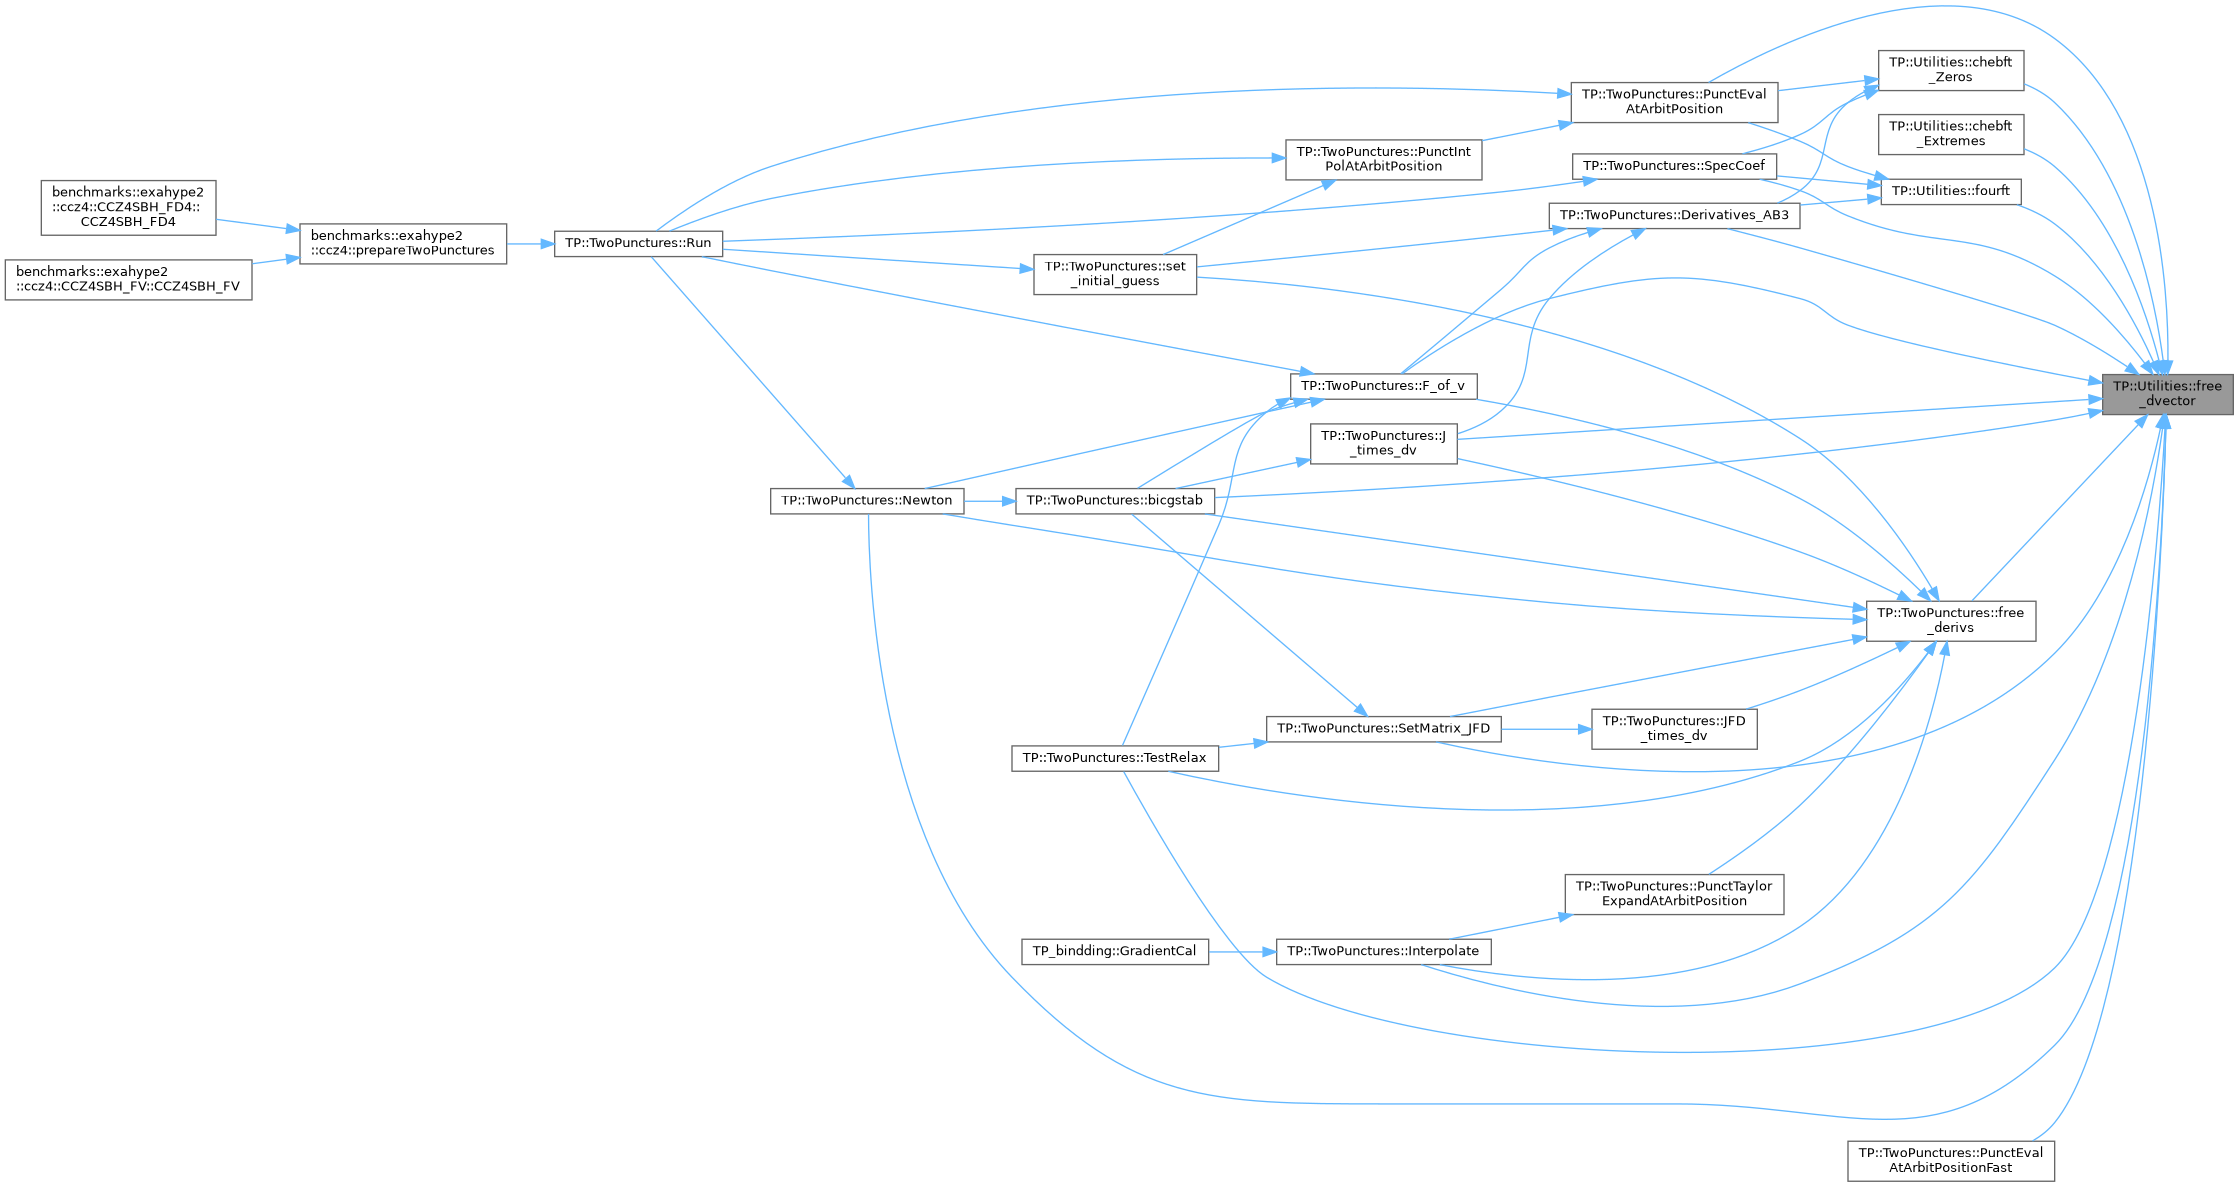 TP::TwoPunctures::PunctEval
AtArbitPosition
TP::Utilities::chebft
_Zeros
TP::Utilities::chebft
_Extremes
TP::TwoPunctures::PunctInt
PolAtArbitPosition
TP::TwoPunctures::SpecCoef
TP::Utilities::fourft
benchmarks::exahype2
::ccz4::CCZ4SBH_FD4::
CCZ4SBH_FD4
TP::TwoPunctures::Derivatives_AB3
benchmarks::exahype2
::ccz4::prepareTwoPunctures
TP::TwoPunctures::Run
benchmarks::exahype2
::ccz4::CCZ4SBH_FV::CCZ4SBH_FV
TP::TwoPunctures::set
_initial_guess
TP::TwoPunctures::F_of_v
TP::Utilities::free
_dvector
TP::TwoPunctures::J
_times_dv
TP::TwoPunctures::Newton
TP::TwoPunctures::bicgstab
TP::TwoPunctures::free
_derivs
TP::TwoPunctures::SetMatrix_JFD
TP::TwoPunctures::JFD
_times_dv
TP::TwoPunctures::TestRelax
TP::TwoPunctures::PunctTaylor
ExpandAtArbitPosition
TP_bindding::GradientCal
TP::TwoPunctures::Interpolate
TP::TwoPunctures::PunctEval
AtArbitPositionFast